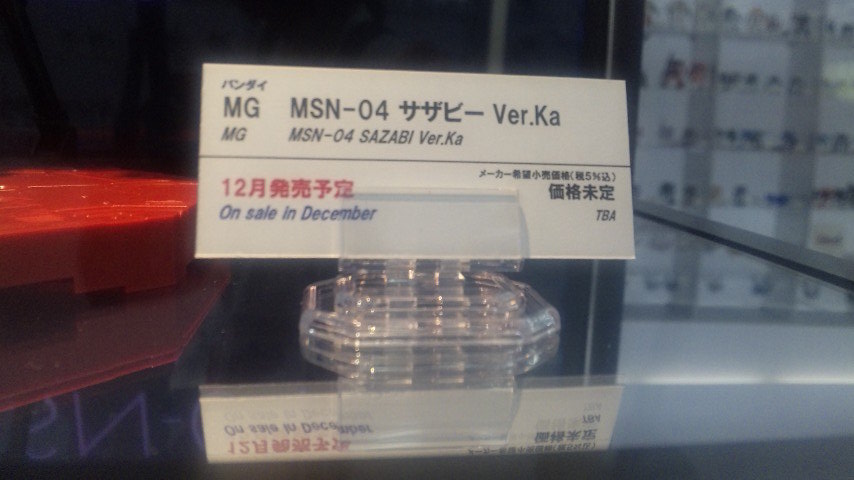 バンダイ
MG MSN-04 サザビー Ver.Ka
MG MSN-04 SAZABI Ver.Ka
メーカー希望小売価格(税5%込)
12月発売予定 価格未定
On sale in December TBA